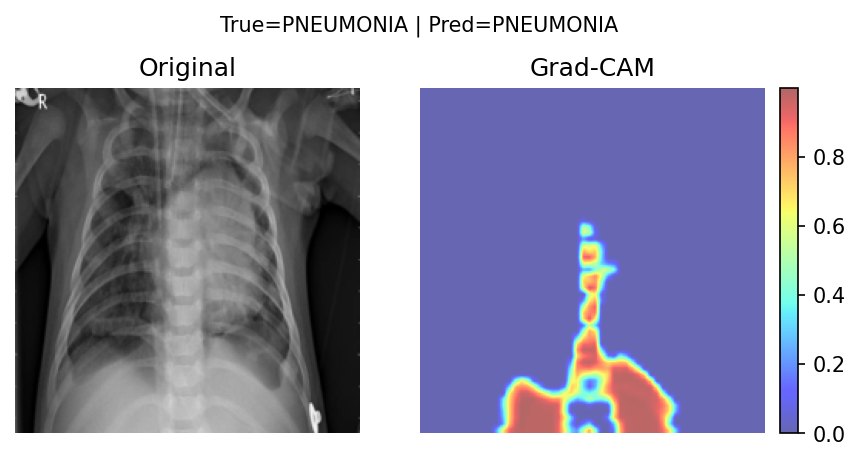 True=PNEUMONIA | Pred=PNEUMONIA
Original
Grad-CAM
R
0.8
0.6
0.4
0.2
0.0